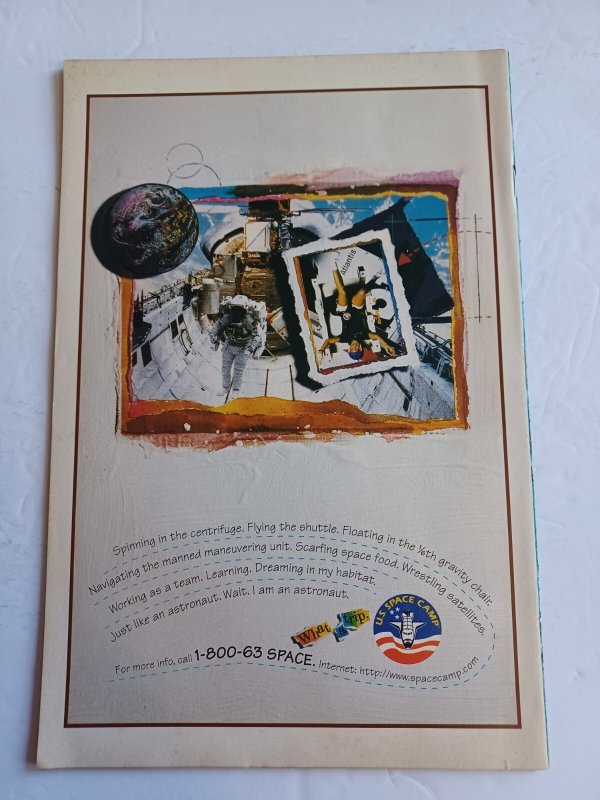 Atlantis
Spinning in the centrifuge. Flying the shuttle. Floating in the ⅙th gravity chair.
Navigating the manned maneuvering unit. Scarfing space food. Wrestling satellites.
Working as a team. Learning. Dreaming in my habitat.
Just like an astronaut. Wait. I am an astronaut.
What a trip.
U.S. SPACE CAMP
For more info, call 1-800-63 SPACE. Internet: http://www.spacecamp.com